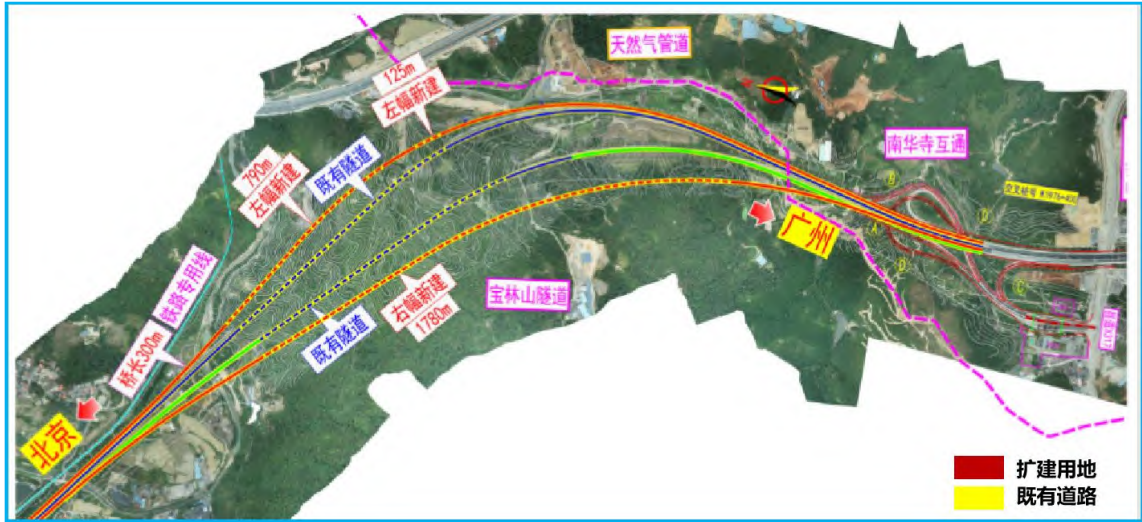 天然气管道
125m
左幅新建
790m
左幅新建
既有隧道
南华寺互通
B
D
A
D
C
广州
铁路专用线
宝林山隧道
右幅新建
1780m
既有隧道
桥长300m
北京
扩建用地
既有道路